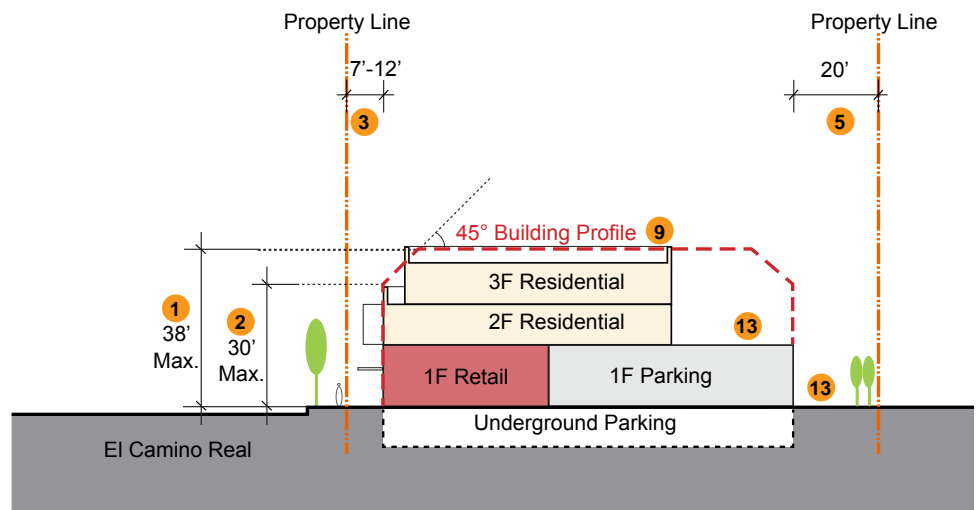 Property Line
Property Line
7’-12’
20’
3
5
45° Building Profile
9
3F Residential
1
38’
Max.
2
30’
Max.
2F Residential
13
1F Retail
1F Parking
13
Underground Parking
El Camino Real